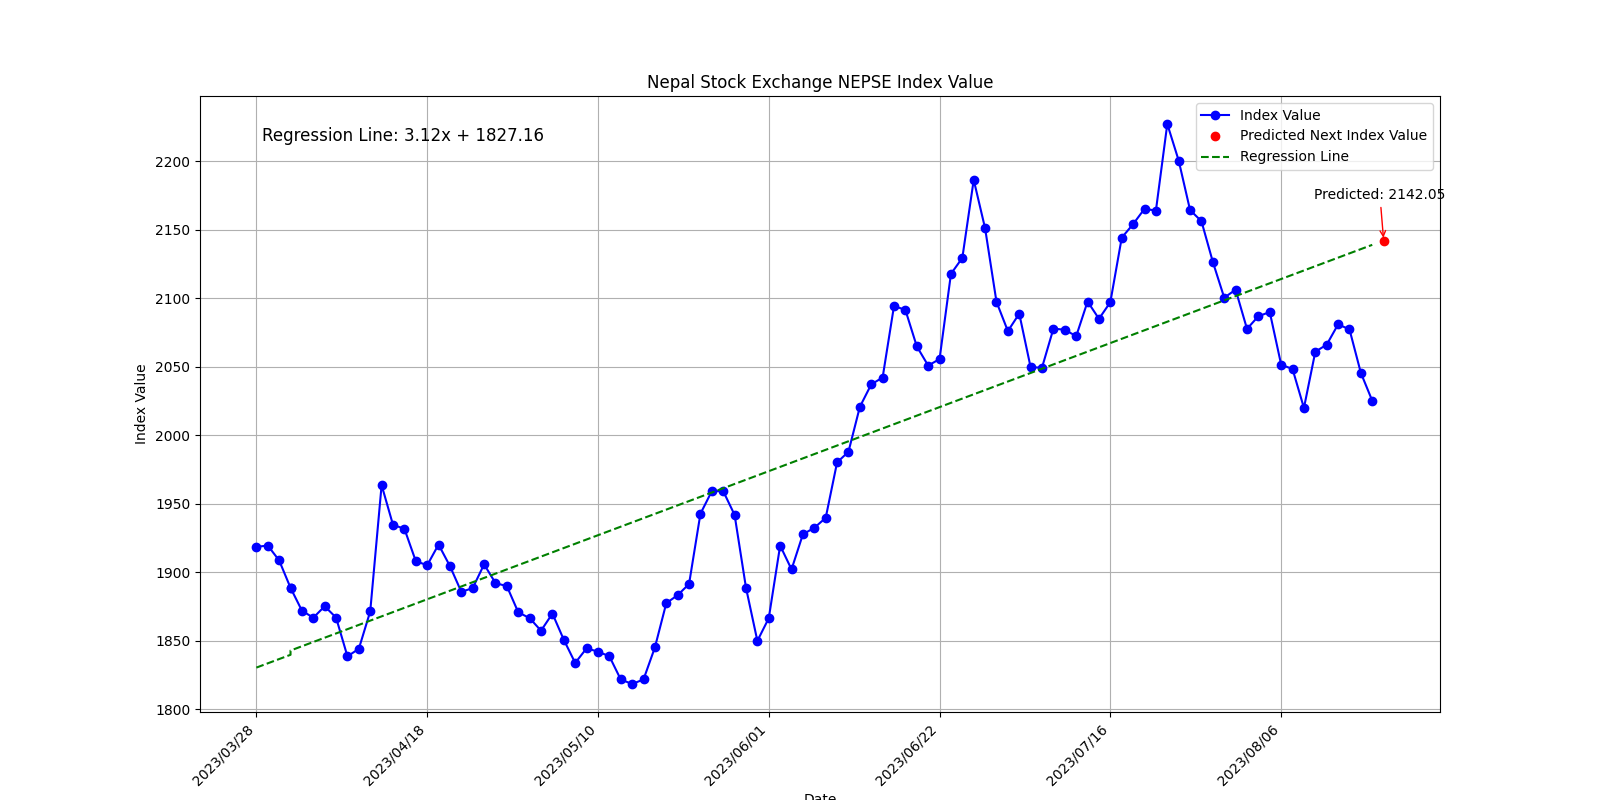 Nepal Stock Exchange NEPSE Index Value
Regression Line: 3.12x + 1827.16
Index Value
Predicted Next Index Value
Regression Line
Predicted: 2142.05
2200
2150
2100
2050
2000
1950
1900
1850
1800
Index Value
2023/03/28
2023/04/18
2023/05/10
2023/06/01
2023/06/22
2023/07/16
2023/08/06
Date